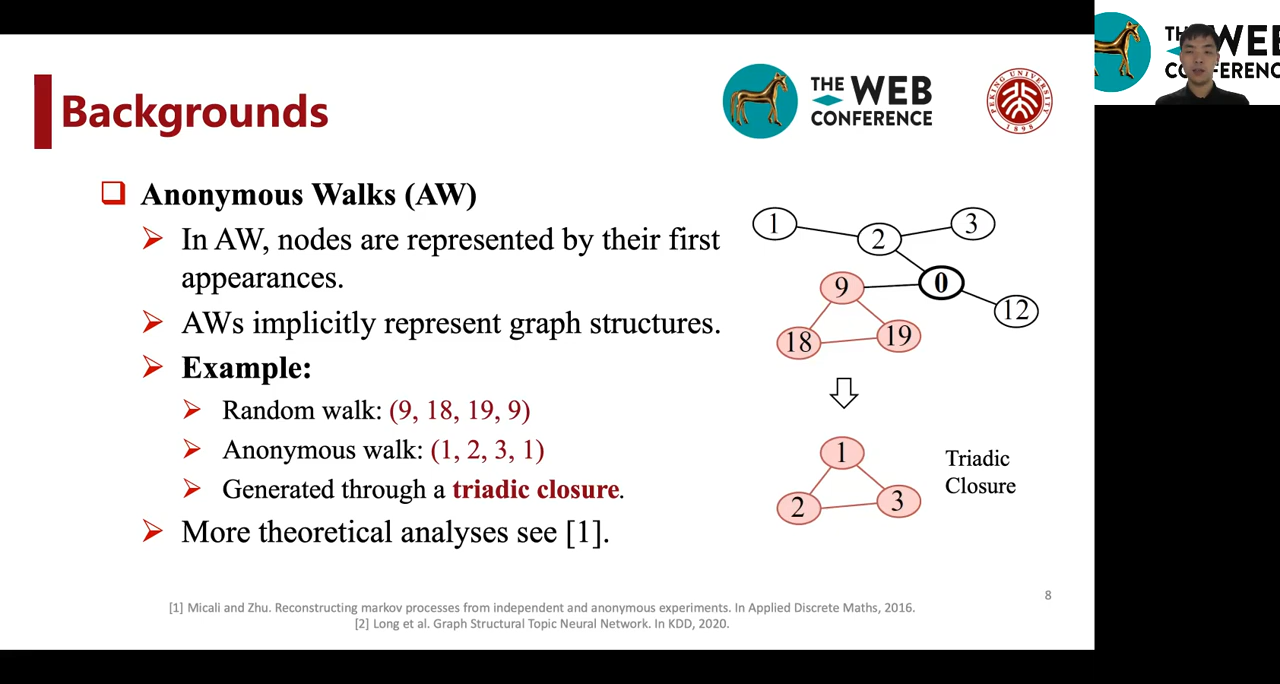 Backgrounds
THE WEB
CONFERENCE
PEKING UNIVERSITY
1898
Anonymous Walks (AW)
In AW, nodes are represented by their first
appearances.
AWs implicitly represent graph structures.
Example:
Random walk: (9, 18, 19, 9)
Anonymous walk: (1, 2, 3, 1)
Generated through a triadic closure.
More theoretical analyses see [1].
1
3
2
9
0
12
18
19
1
2
3
Triadic
Closure
[1] Micali and Zhu. Reconstructing markov processes from independent and anonymous experiments. In Applied Discrete Maths, 2016.
[2] Long et al. Graph Structural Topic Neural Network. In KDD, 2020.
8